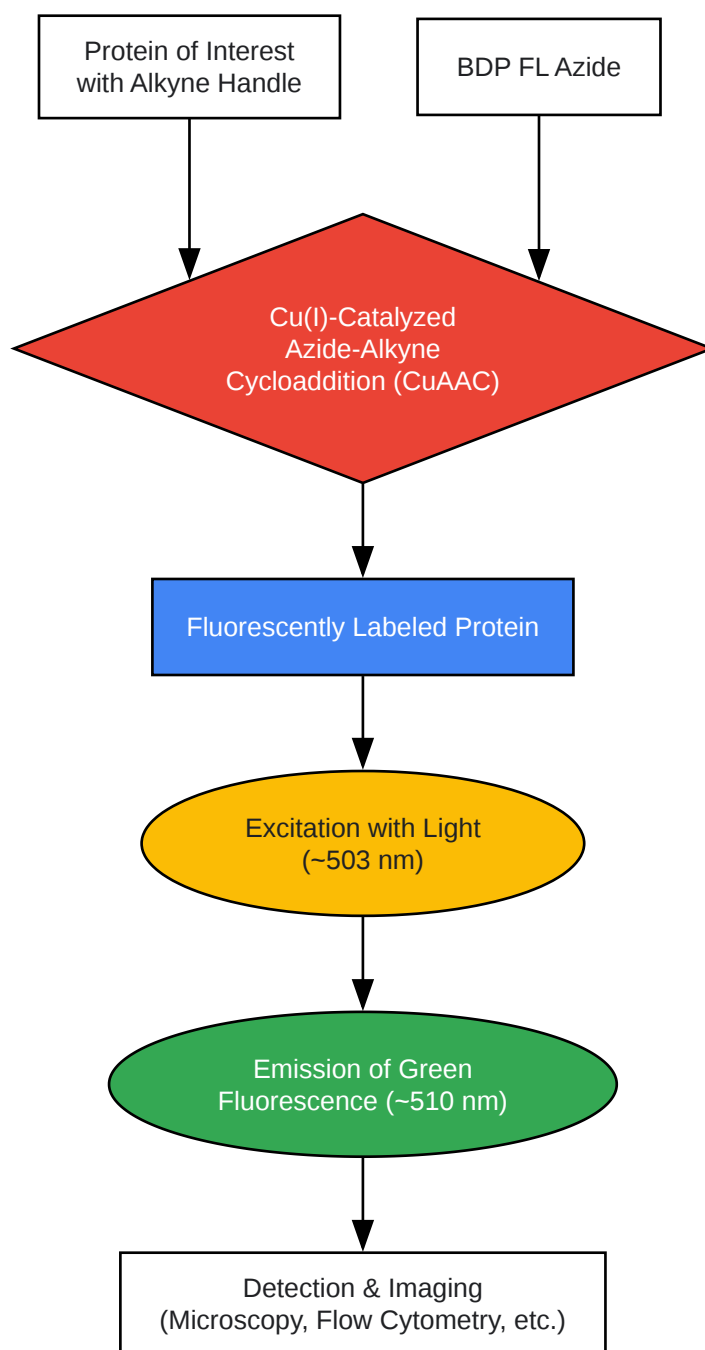 Protein of Interest
with Alkyne Handle
BDP FL Azide
Cu(I)-Catalyzed
Azide-Alkyne
Cycloaddition (CuAAC)
Fluorescently Labeled Protein
Excitation with Light
(~503 nm)
Emission of Green
Fluorescence (~510 nm)
Detection & Imaging
(Microscopy, Flow Cytometry, etc.)